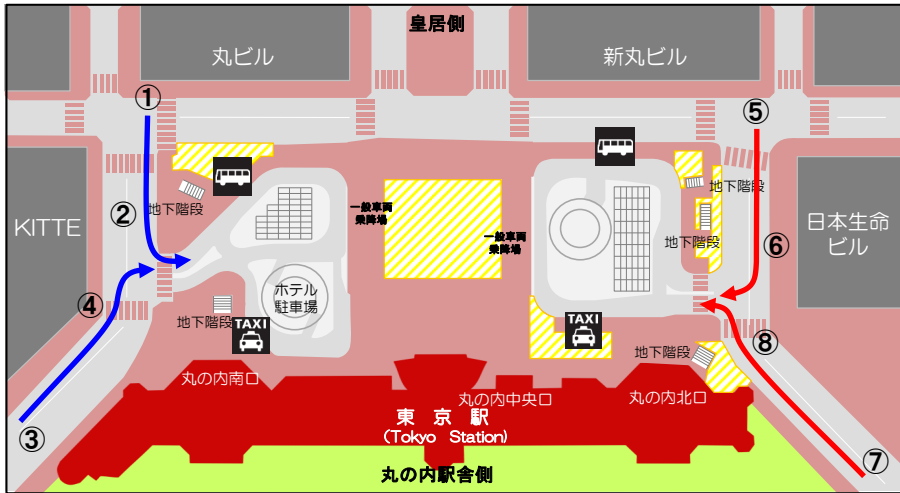 皇居側
丸ビル
新丸ビル
①
⑤
地下階段
地下階段
②
KITTE
一般車両
乗降場
一般車両
乗降場
地下階段
⑥
日本生命
ビル
④
ホテル
駐車場
地下階段
TAXI
TAXI
⑧
地下階段
丸の内南口
丸の内中央口
丸の内北口
東京駅
(Tokyo Station)
③
⑦
丸の内駅舎側